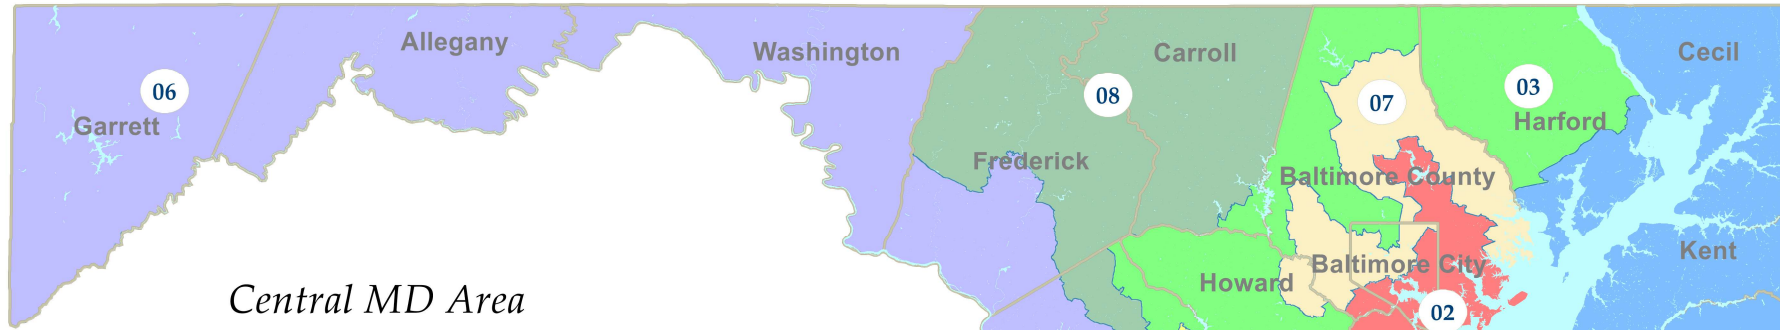 Allegany
Washington
Carroll
Cecil
06
08
07
03
Garrett
Harford
Frederick
Baltimore County
Kent
Baltimore City
Howard
Central MD Area
02